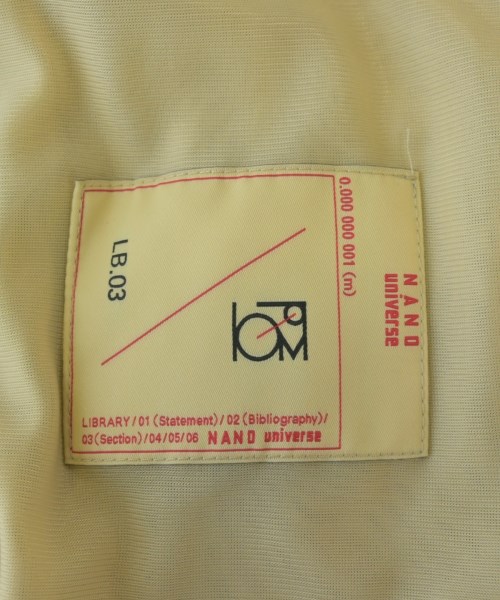 0.000 000 001 (m)
NANO
universe
LB.03
LIBRARY/01(Statement)/02(Bibliography)/
03(Section)/04/05/06 NANO universe